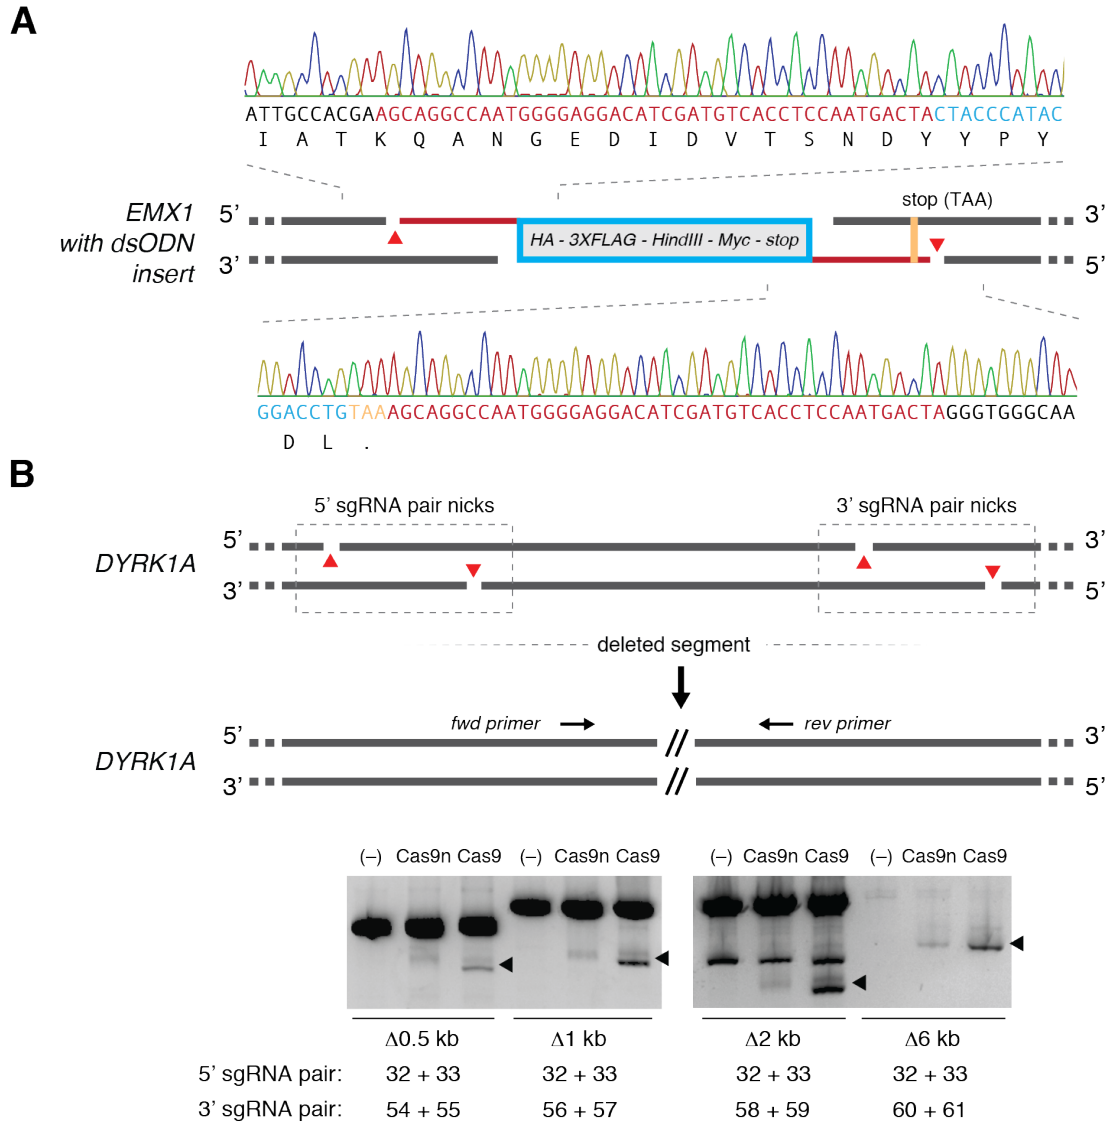 A
ATTGCCACGAAGCAGGCCAATGGGGAGGACATCGATGTCACCTCCAATGACTACTACCCATAC
I A T K Q A N G E D I D V T S N D Y Y P Y
stop (TAA)
EMX1
with dsODN
insert
5’ 3’
HA - 3XFLAG - HindIII - Myc - stop
3’ 5’
GGACCTGTAAAGCAGGCCAATGGGGAGGACATCGATGTCACCTCCAATGACTAGGGTGGGCAA
D L .
B
5’ sgRNA pair nicks 3’ sgRNA pair nicks
5’ 3’
DYRK1A
3’ 5’
deleted segment
fwd primer rev primer
5’ 3’
DYRK1A
3’ 5’
(–) Cas9n Cas9 (–) Cas9n Cas9 (–) Cas9n Cas9 (–) Cas9n Cas9
Δ0.5 kb Δ1 kb Δ2 kb Δ6 kb
5’ sgRNA pair: 32 + 33 32 + 33 32 + 33 32 + 33
3’ sgRNA pair: 54 + 55 56 + 57 58 + 59 60 + 61